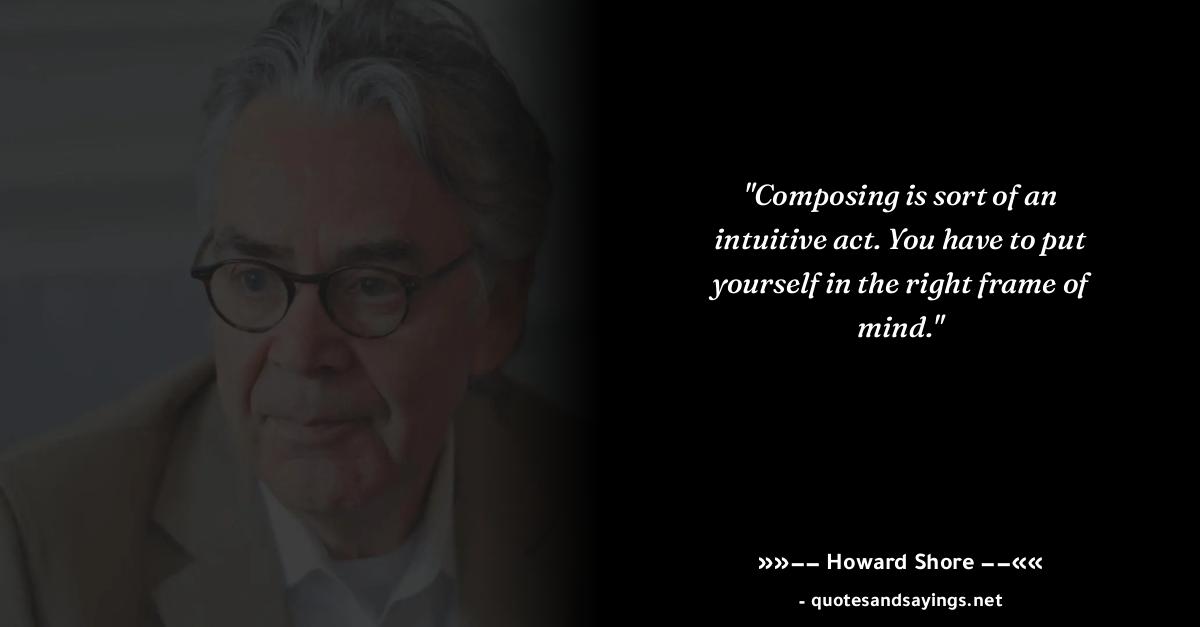 "Composing is sort of an
intuitive act. You have to put
yourself in the right frame of
mind."
»»–– Howard Shore ––««
- quotesandsayings.net